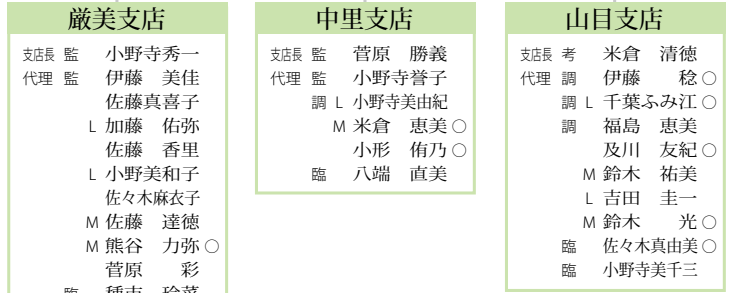 厳美支店
支店長 監 小野寺秀一
代理 監 伊藤 美佳
佐藤真喜子
L 加藤 佑弥
佐藤 香里
L 小野美和子
佐々木麻衣子
M 佐藤 達徳
M 熊谷 力弥 ○
菅原 彩
中里支店
支店長 監 菅原 勝義
代理 監 小野寺誉子
調 L 小野寺美由紀
M 米倉 恵美 ○
小形 侑乃 ○
臨 八端 直美
山目支店
支店長 考 米倉 清徳
代理 調 伊藤 稔 ○
調 L 千葉ふみ江 ○
調 福島 恵美
及川 友紀 ○
M 鈴木 祐美
L 吉田 圭一
M 鈴木 光 ○
臨 佐々木真由美 ○
臨 小野寺美千三